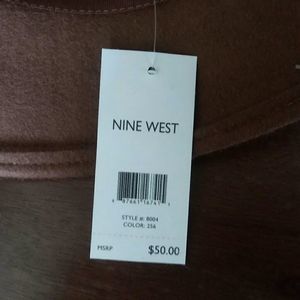 NINE WEST
STYLE #: 8004
COLOR: 256
MSRP $50.00